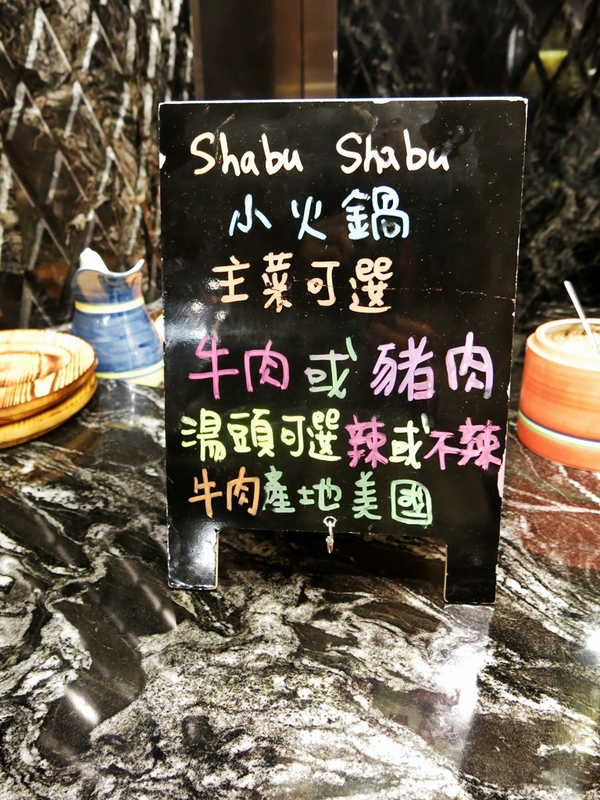 Shabu Shabu
小火鍋
主菜可選
牛肉或豬肉
湯頭可選辣或不辣
牛肉產地美國